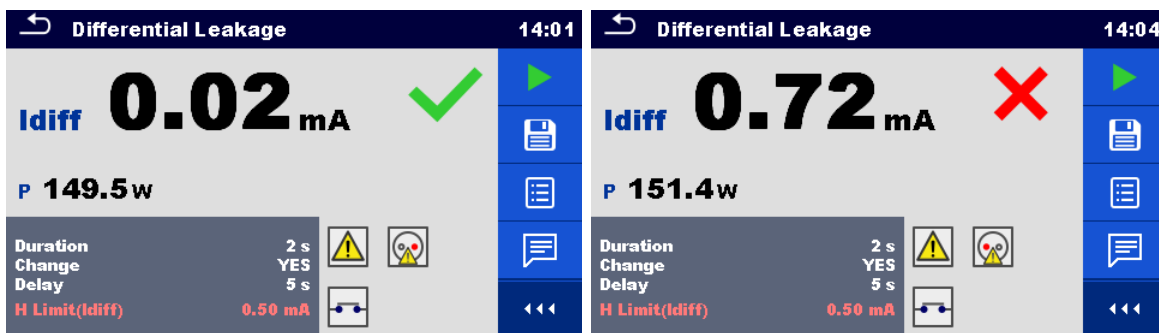 Differential Leakage 14:01
Idiff 0.02 mA
P 149.5 W
Duration 2 s
Change YES
Delay 5 s
H Limit(Idiff) 0.50 mA
Differential Leakage 14:04
Idiff 0.72 mA
P 151.4 W
Duration 2 s
Change YES
Delay 5 s
H Limit(Idiff) 0.50 mA